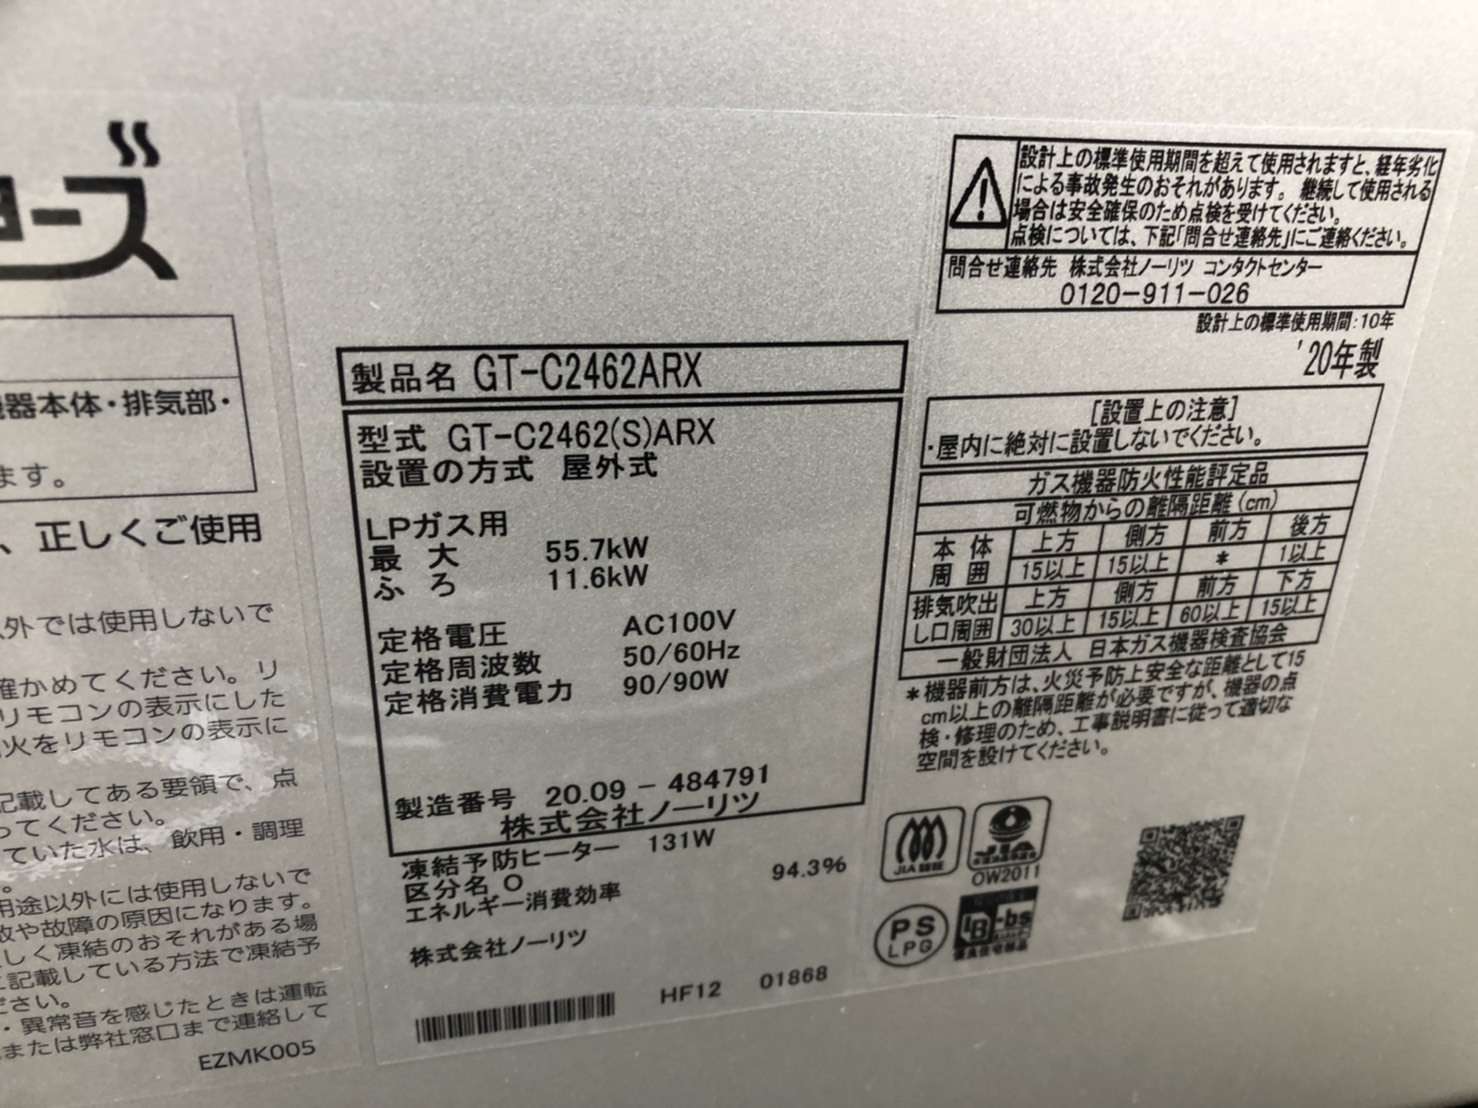 ョーズ
器本体・排気部・
ます。
、正しくご使用
外では使用しないで
確かめてください。リ
リモコンの表示にした
火をリモコンの表示に
記載してある要領で、点
ってください。
ていた水は、飲用・調理
用途以外には使用しないで
故や故障の原因になります。
しく凍結のおそれがある場
に記載している方法で凍結予
ださい。
・異常音を感じたときは運転
または弊社窓口まで連絡して
EZMK005
製品名 GT-C2462ARX
型式 GT-C2462(S)ARX
設置の方式 屋外式
LPガス用
最大 55.7kW
ふろ 11.6kW
定格電圧 AC100V
定格周波数 50/60Hz
定格消費電力 90/90W
製造番号 20.09-484791
株式会社ノーリツ
凍結予防ヒーター 131W
区分名 O
エネルギー消費効率 94.3%
株式会社ノーリツ
HF12 01868
設計上の標準使用期間を超えて使用されますと、経年劣化
による事故発生のおそれがあります。継続して使用される
場合は安全確保のため点検を受けてください。
点検については、下記「問合せ連絡先」にご連絡ください。
問合せ連絡先 株式会社ノーリツ コンタクトセンター
0120-911-026
設計上の標準使用期間:10年
'20年製
[設置上の注意]
・屋内に絶対に設置しないでください。
ガス機器防火性能評定品
可燃物からの離隔距離(cm)
本体周囲 上方 側方 前方 後方
15以上 15以上 * 1以上
排気吹出し口周囲 上方 側方 前方 下方
30以上 15以上 60以上 15以上
一般財団法人 日本ガス機器検査協会
*機器前方は、火災予防上安全な距離として15
cm以上の離隔距離が必要ですが、機器の点
検・修理のため、工事説明書に従って適切な
空間を設けてください。
JIA認証
JIA
OW2011
PS
LPG
BL-bs